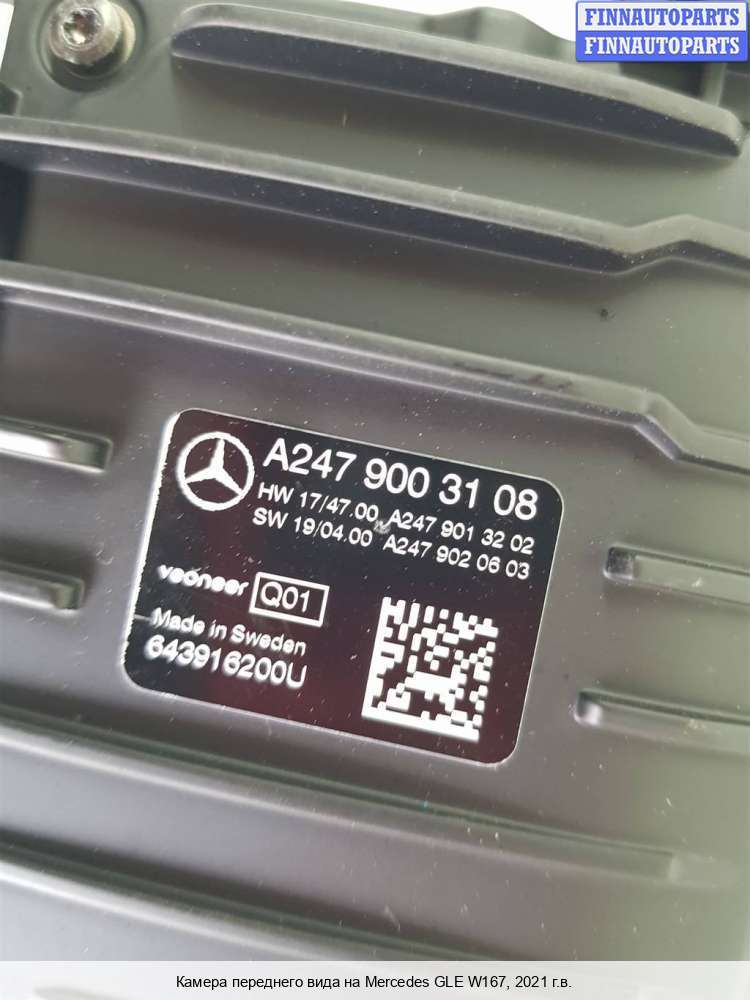 FINNAUTOPARTS
FINNAUTOPARTS
A247 900 31 08
HW 17/47.00 A247 901 32 02
SW 19/04.00 A247 902 06 03
veoneer Q01
Made in Sweden
643916200U
Камера переднего вида на Mercedes GLE W167, 2021 г.в.